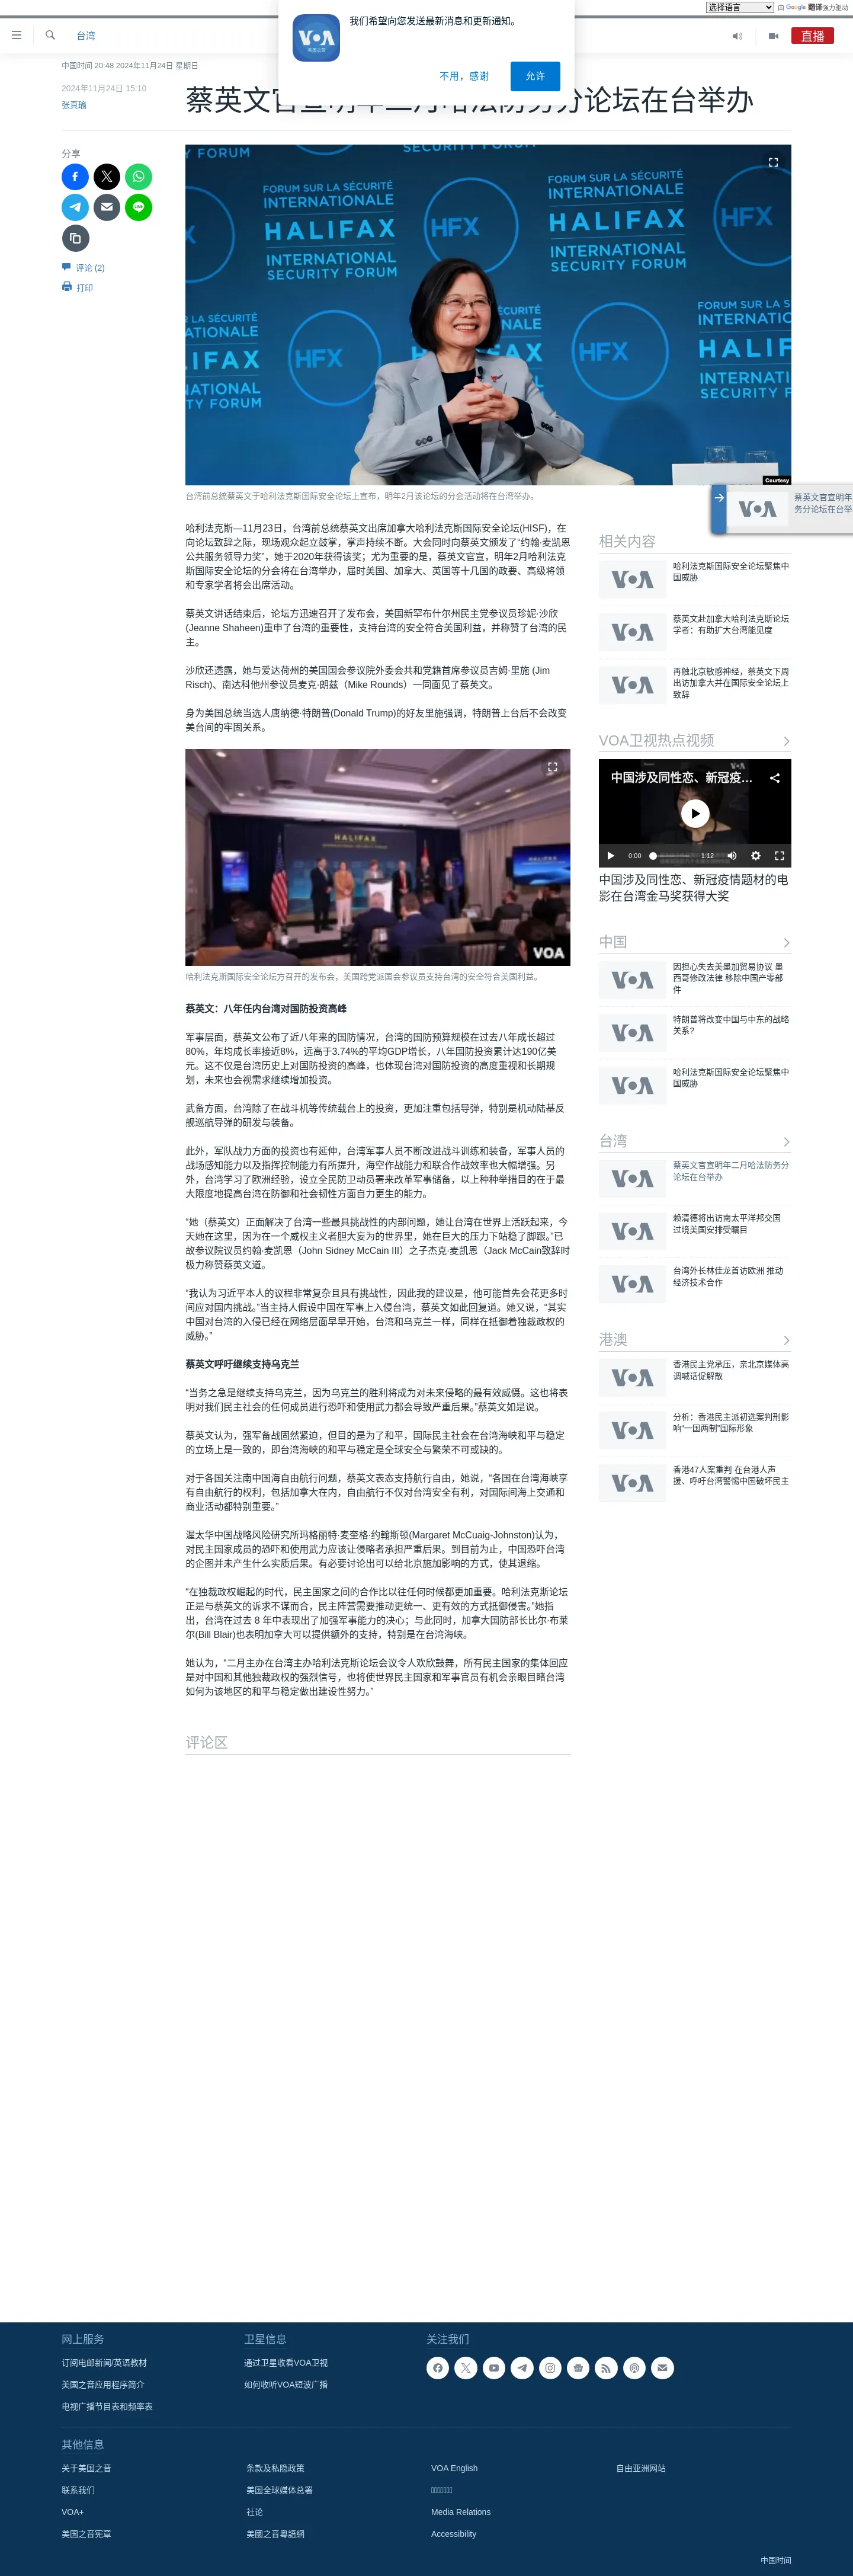 选择语言
由 Google 翻译强力驱动
台湾
直播
VOA
美国之音
我们希望向您发送最新消息和更新通知。
不用，感谢
允许
中国时间 20:48 2024年11月24日 星期日
2024年11月24日 15:10
张真瑜
蔡英文官宣明年二月哈法防务分论坛在台举办
分享
评论 (2)
打印
FORUM SUR LA SÉCURITÉ
INTERNATIONALE
HALIFAX
INTERNATIONAL
SECURITY FORUM
HFX
Courtesy
台湾前总统蔡英文于哈利法克斯国际安全论坛上宣布，明年2月该论坛的分会活动将在台湾举办。
蔡英文官宣明年
务分论坛在台举
哈利法克斯—11月23日，台湾前总统蔡英文出席加拿大哈利法克斯国际安全论坛(HISF)，在
向论坛致辞之际，现场观众起立鼓掌，掌声持续不断。大会同时向蔡英文颁发了“约翰·麦凯恩
公共服务领导力奖”，她于2020年获得该奖；尤为重要的是，蔡英文官宣，明年2月哈利法克
斯国际安全论坛的分会将在台湾举办，届时美国、加拿大、英国等十几国的政要、高级将领
和专家学者将会出席活动。
蔡英文讲话结束后，论坛方迅速召开了发布会，美国新罕布什尔州民主党参议员珍妮·沙欣
(Jeanne Shaheen)重申了台湾的重要性，支持台湾的安全符合美国利益，并称赞了台湾的民
主。
沙欣还透露，她与爱达荷州的美国国会参议院外委会共和党籍首席参议员吉姆·里施 (Jim
Risch)、南达科他州参议员麦克·朗兹（Mike Rounds）一同面见了蔡英文。
身为美国总统当选人唐纳德·特朗普(Donald Trump)的好友里施强调，特朗普上台后不会改变
美台间的牢固关系。
HALIFAX
VOA
哈利法克斯国际安全论坛方召开的发布会，美国跨党派国会参议员支持台湾的安全符合美国利益。
蔡英文：八年任内台湾对国防投资高峰
军事层面，蔡英文公布了近八年来的国防情况，台湾的国防预算规模在过去八年成长超过
80%，年均成长率接近8%，远高于3.74%的平均GDP增长，八年国防投资累计达190亿美
元。这不仅是台湾历史上对国防投资的高峰，也体现台湾对国防投资的高度重视和长期规
划，未来也会视需求继续增加投资。
武备方面，台湾除了在战斗机等传统载台上的投资，更加注重包括导弹，特别是机动陆基反
舰巡航导弹的研发与装备。
此外，军队战力方面的投资也有延伸，台湾军事人员不断改进战斗训练和装备，军事人员的
战场感知能力以及指挥控制能力有所提升，海空作战能力和联合作战效率也大幅增强。另
外，台湾学习了欧洲经验，设立全民防卫动员署来改革军事储备，以上种种举措目的在于最
大限度地提高台湾在防御和社会韧性方面自力更生的能力。
“她（蔡英文）正面解决了台湾一些最具挑战性的内部问题，她让台湾在世界上活跃起来，今
天她在这里，因为在一个威权主义者胆大妄为的世界里，她在巨大的压力下站稳了脚跟。”已
故参议院议员约翰·麦凯恩（John Sidney McCain III）之子杰克·麦凯恩（Jack McCain致辞时
极力称赞蔡英文道。
“我认为习近平本人的议程非常复杂且具有挑战性，因此我的建议是，他可能首先会花更多时
间应对国内挑战。”当主持人假设中国在军事上入侵台湾，蔡英文如此回复道。她又说，“其实
中国对台湾的入侵已经在网络层面早早开始，台湾和乌克兰一样，同样在抵御着独裁政权的
威胁。”
蔡英文呼吁继续支持乌克兰
“当务之急是继续支持乌克兰，因为乌克兰的胜利将成为对未来侵略的最有效威慑。这也将表
明对我们民主社会的任何成员进行恐吓和使用武力都会导致严重后果。”蔡英文如是说。
蔡英文认为，强军备战固然紧迫，但目的是为了和平，国际民主社会在台湾海峡和平与稳定
的立场上是一致的，即台湾海峡的和平与稳定是全球安全与繁荣不可或缺的。
对于各国关注南中国海自由航行问题，蔡英文表态支持航行自由，她说，“各国在台湾海峡享
有自由航行的权利，包括加拿大在内，自由航行不仅对台湾安全有利，对国际间海上交通和
商业活动都特别重要。”
渥太华中国战略风险研究所玛格丽特·麦奎格·约翰斯顿(Margaret McCuaig-Johnston)认为，
对民主国家成员的恐吓和使用武力应该让侵略者承担严重后果。到目前为止，中国恐吓台湾
的企图并未产生什么实质后果。有必要讨论出可以给北京施加影响的方式，使其退缩。
“在独裁政权崛起的时代，民主国家之间的合作比以往任何时候都更加重要。哈利法克斯论坛
正是与蔡英文的诉求不谋而合，民主阵营需要推动更统一、更有效的方式抵御侵害。”她指
出，台湾在过去 8 年中表现出了加强军事能力的决心；与此同时，加拿大国防部长比尔·布莱
尔(Bill Blair)也表明加拿大可以提供额外的支持，特别是在台湾海峡。
她认为，“二月主办在台湾主办哈利法克斯论坛会议令人欢欣鼓舞，所有民主国家的集体回应
是对中国和其他独裁政权的强烈信号，也将使世界民主国家和军事官员有机会亲眼目睹台湾
如何为该地区的和平与稳定做出建设性努力。”
评论区
相关内容
哈利法克斯国际安全论坛聚焦中
国威胁
蔡英文赴加拿大哈利法克斯论坛
学者：有助扩大台湾能见度
再触北京敏感神经，蔡英文下周
出访加拿大并在国际安全论坛上
致辞
VOA卫视热点视频
中国涉及同性恋、新冠疫…
0:00
1:12
中国涉及同性恋、新冠疫情题材的电
影在台湾金马奖获得大奖
中国
因担心失去美墨加贸易协议 墨
西哥修改法律 移除中国产零部
件
特朗普将改变中国与中东的战略
关系?
哈利法克斯国际安全论坛聚焦中
国威胁
台湾
蔡英文官宣明年二月哈法防务分
论坛在台举办
赖清德将出访南太平洋邦交国
过境美国安排受瞩目
台湾外长林佳龙首访欧洲 推动
经济技术合作
港澳
香港民主党承压，亲北京媒体高
调喊话促解散
分析：香港民主派初选案判刑影
响“一国两制”国际形象
香港47人案重判 在台港人声
援、呼吁台湾警惕中国破坏民主
网上服务
订阅电邮新闻/英语教材
美国之音应用程序简介
电视广播节目表和频率表
卫星信息
通过卫星收看VOA卫视
如何收听VOA短波广播
关注我们
其他信息
关于美国之音
联系我们
VOA+
美国之音宪章
条款及私隐政策
美国全球媒体总署
社论
美國之音粵語網
VOA English
Media Relations
Accessibility
自由亚洲网站
中国时间